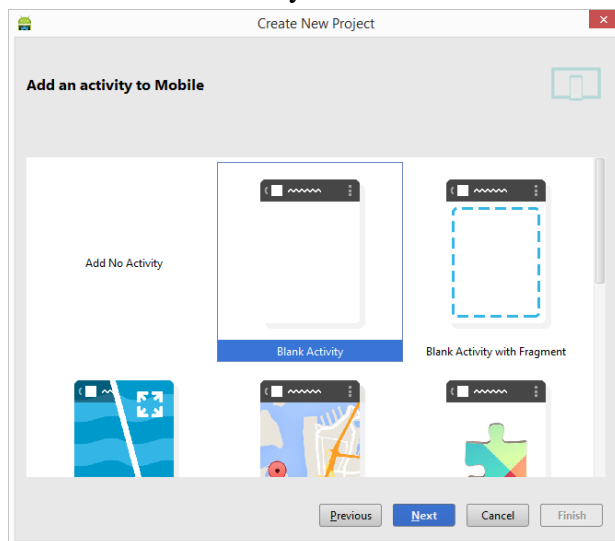 Create New Project
Add an activity to Mobile
Add No Activity
Blank Activity
Blank Activity with Fragment
Previous
Next
Cancel
Finish